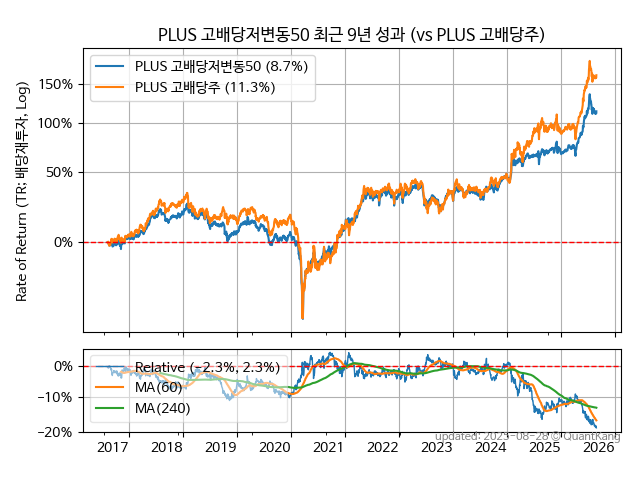 PLUS 고배당저변동50 최근 9년 성과 (vs PLUS 고배당주)
PLUS 고배당저변동50 (8.7%)
PLUS 고배당주 (11.3%)
Rate of Return (TR: 배당재투자, Log)
150%
100%
50%
0%
Relative (−2.3%, 2.3%)
MA(60)
MA(240)
0%
−10%
−20%
updated: 2025-08-28 © QuantKang
2017 2018 2019 2020 2021 2022 2023 2024 2025 2026